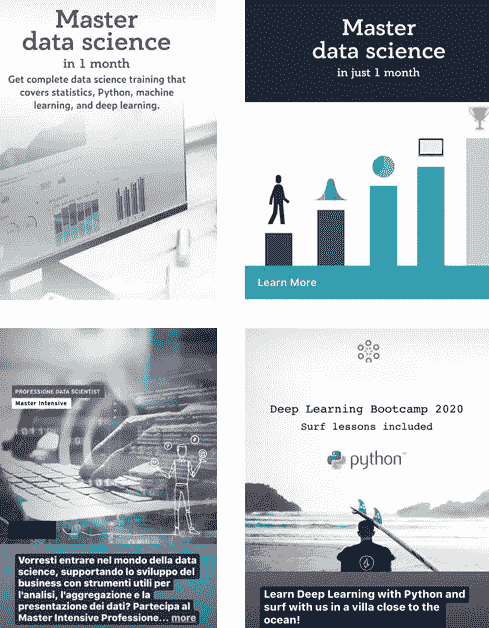 Master
data science
in 1 month
Get complete data science training that
covers statistics, Python, machine
learning, and deep learning.
Master
data science
in just 1 month
Learn More
PROFESSIONE DATA SCIENTIST
Master Intensive
Vorresti entrare nel mondo della data
science, supportando lo sviluppo del
business con strumenti utili per
l'analisi, l'aggregazione e la
presentazione dei dati? Partecipa al
Master Intensive Professione... more
Deep Learning Bootcamp 2020
Surf lessons included
python
Learn Deep Learning with Python and
surf with us in a villa close to the
ocean!